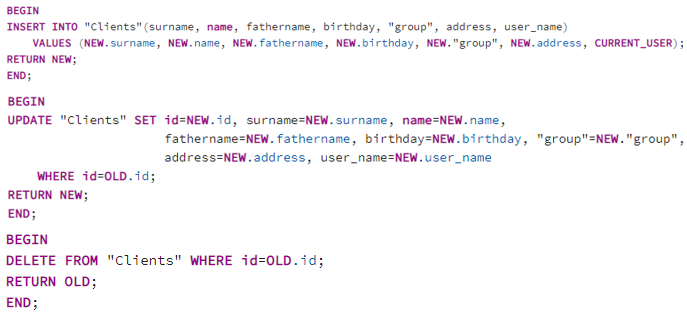 BEGIN
INSERT INTO "Clients"(surname, name, fathername, birthday, "group", address, user_name)
VALUES (NEW.surname, NEW.name, NEW.fathername, NEW.birthday, NEW."group", NEW.address, CURRENT_USER);
RETURN NEW;
END;
BEGIN
UPDATE "Clients" SET id=NEW.id, surname=NEW.surname, name=NEW.name,
fathername=NEW.fathername, birthday=NEW.birthday, "group"=NEW."group",
address=NEW.address, user_name=NEW.user_name
WHERE id=OLD.id;
RETURN NEW;
END;
BEGIN
DELETE FROM "Clients" WHERE id=OLD.id;
RETURN OLD;
END;